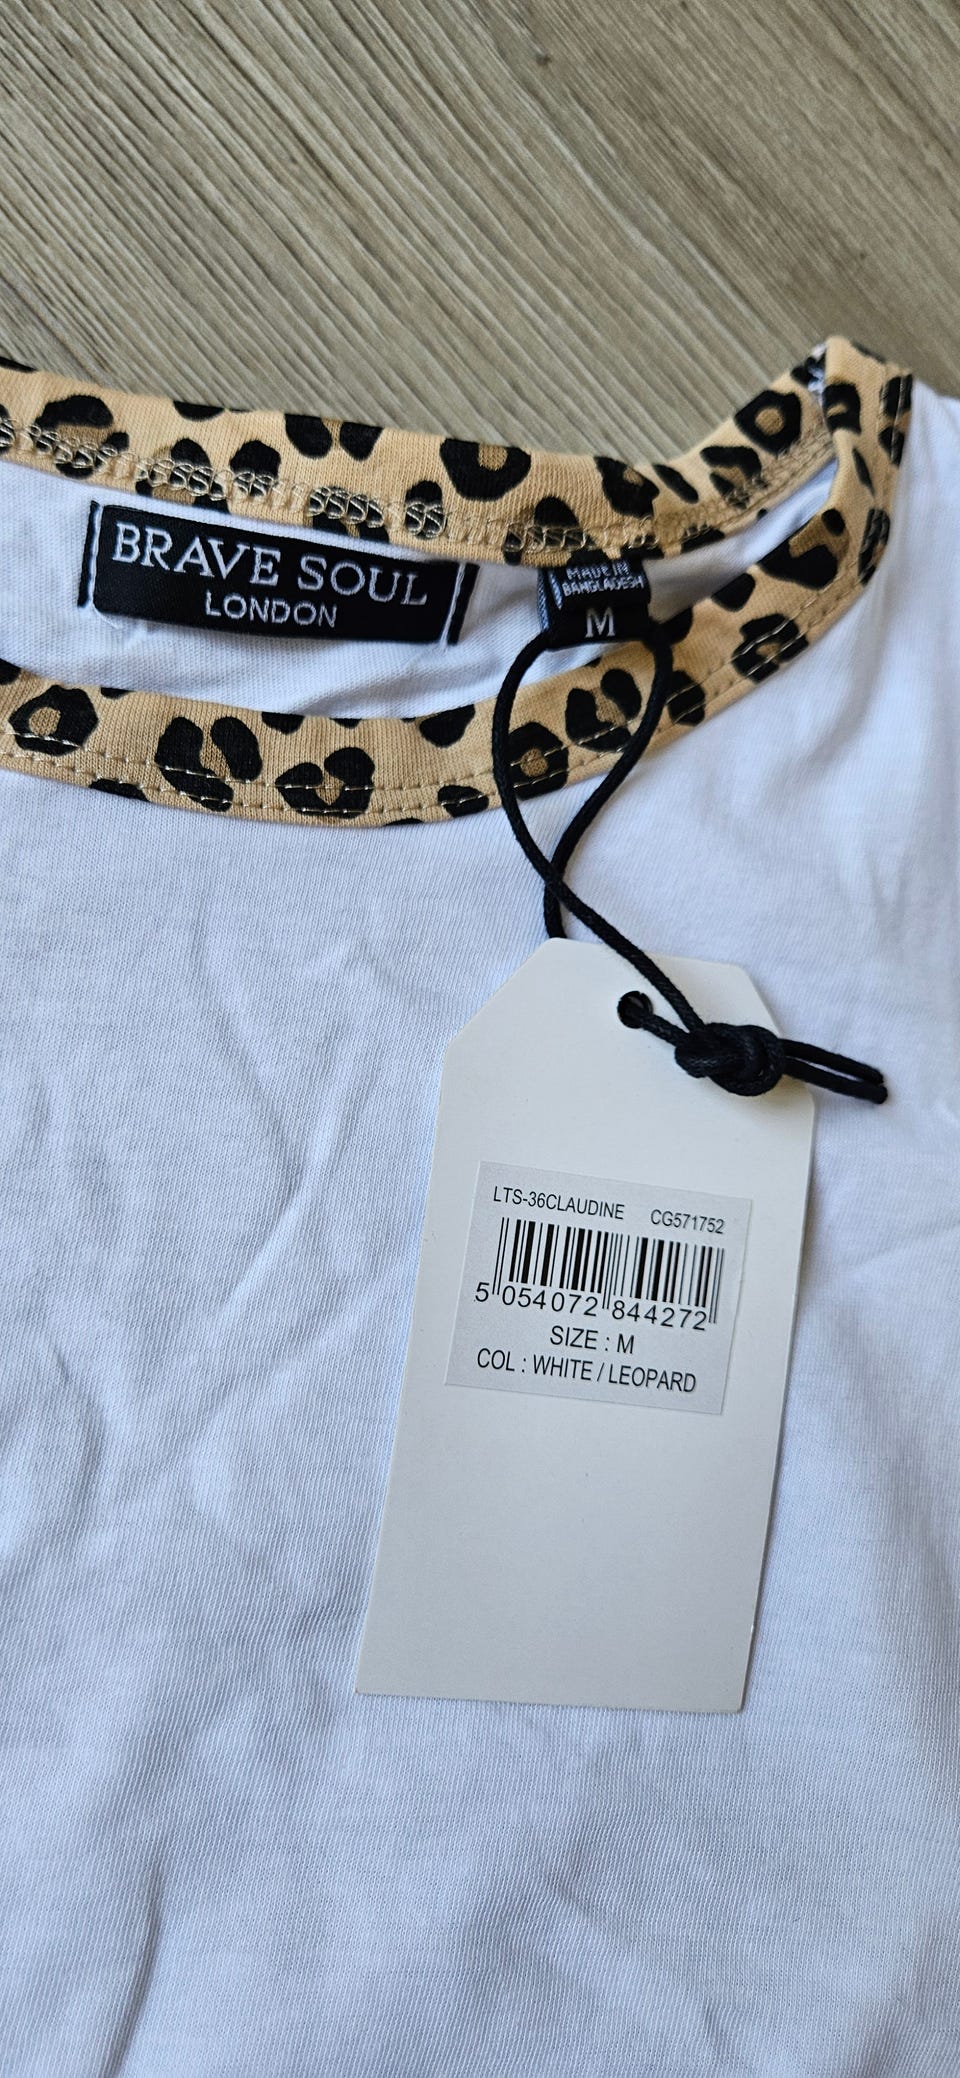 BRAVE SOUL
LONDON
MADE IN
BANGLADESH
M
LTS-36CLAUDINE CG571752
5 054072 844272
SIZE : M
COL : WHITE / LEOPARD